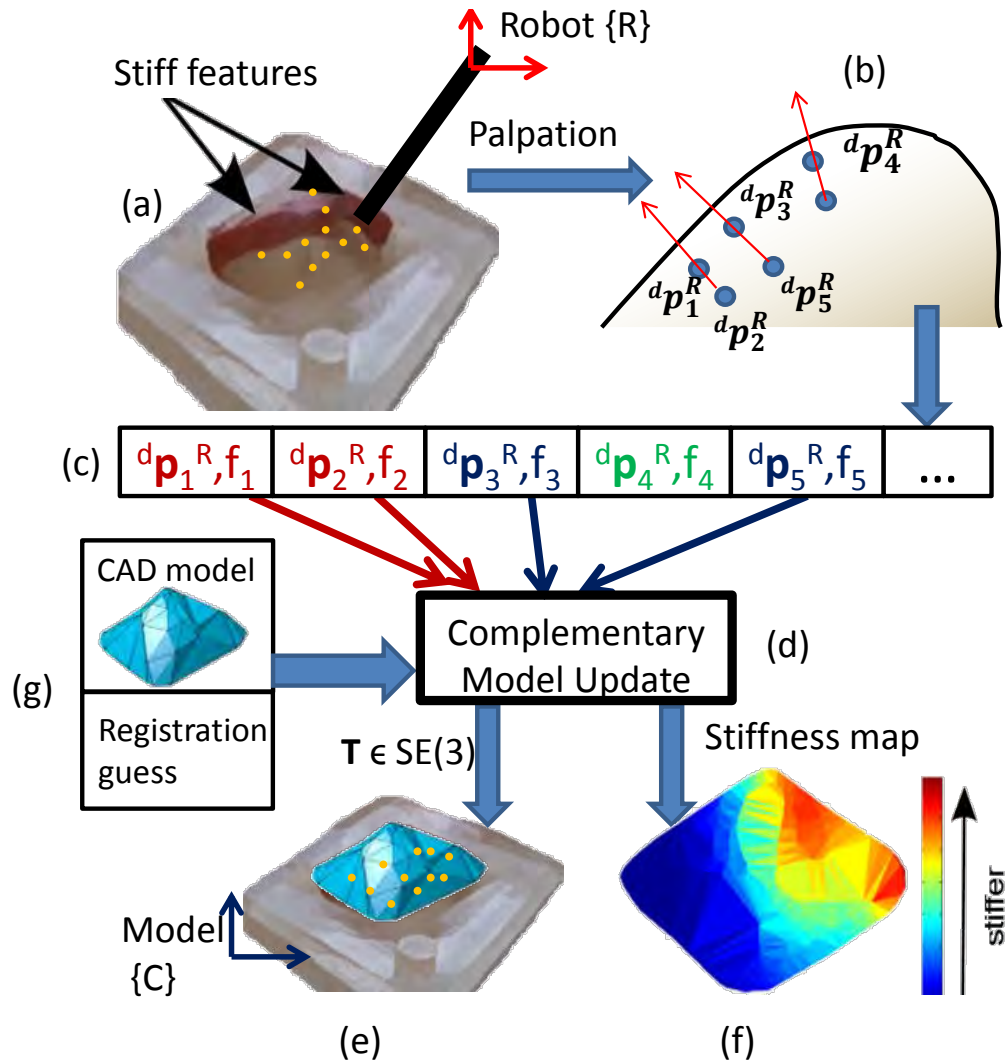 Robot {R}
Stiff features
(b)
Palpation
(a)
ᵈp₄ᴿ
ᵈp₃ᴿ
ᵈp₁ᴿ
ᵈp₅ᴿ
ᵈp₂ᴿ
(c)
ᵈp₁ᴿ,f₁
ᵈp₂ᴿ,f₂
ᵈp₃ᴿ,f₃
ᵈp₄ᴿ,f₄
ᵈp₅ᴿ,f₅
...
CAD model
Complementary
Model Update
(d)
(g)
Registration
guess
T ϵ SE(3)
Stiffness map
stiffer
Model
{C}
(e)
(f)